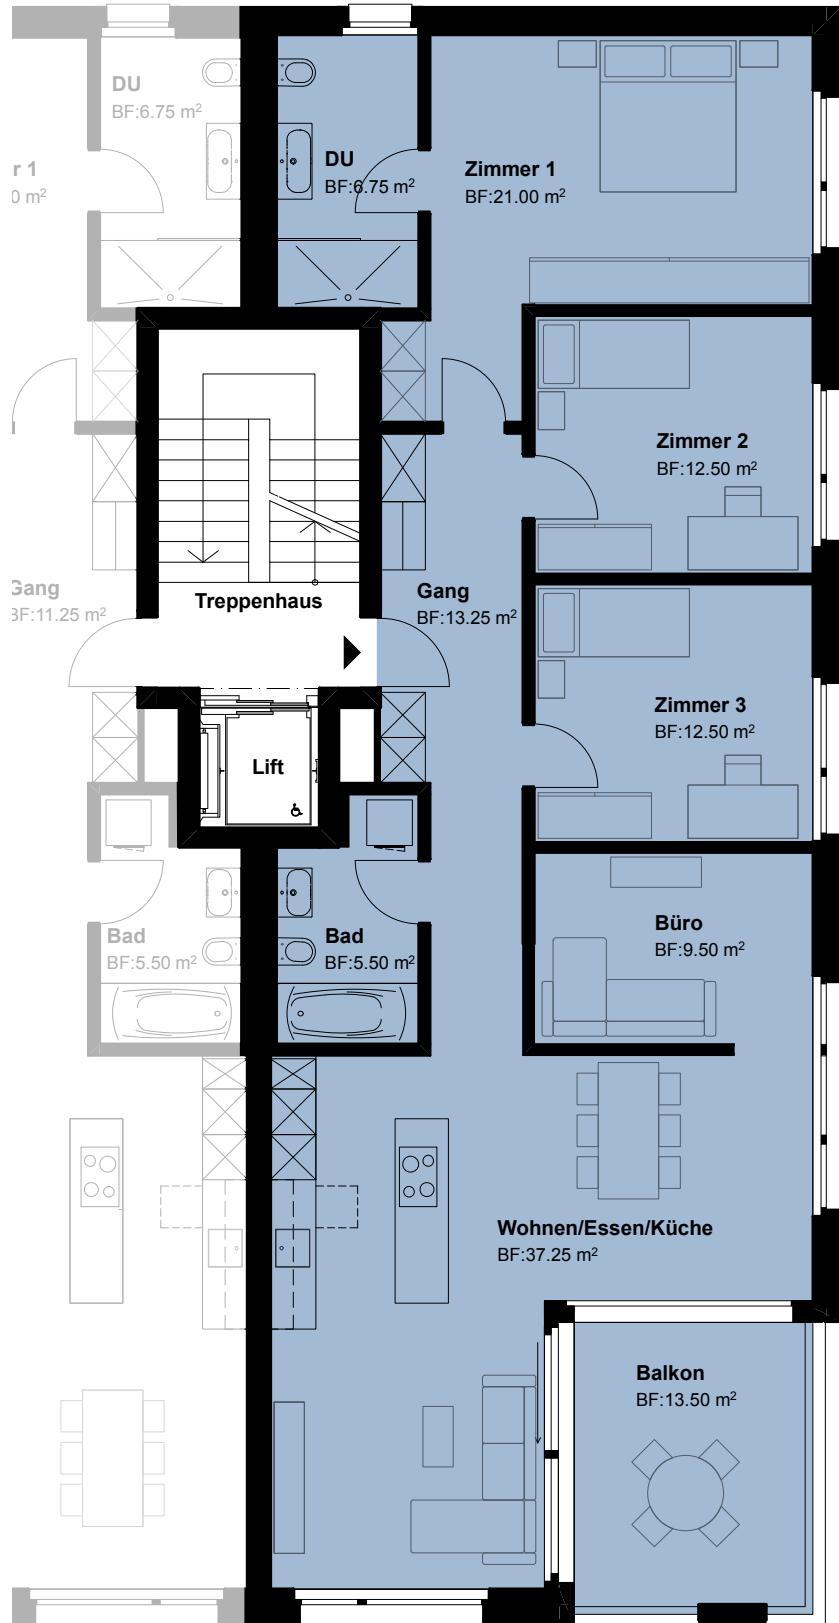 DU
BF:6.75 m²
DU
BF:6.75 m²
Zimmer 1
BF:21.00 m²
r 1
0 m²
Zimmer 2
BF:12.50 m²
Gang
BF:11.25 m²
Treppenhaus
Gang
BF:13.25 m²
Zimmer 3
BF:12.50 m²
Lift
Bad
BF:5.50 m²
Bad
BF:5.50 m²
Büro
BF:9.50 m²
Wohnen/Essen/Küche
BF:37.25 m²
Balkon
BF:13.50 m²